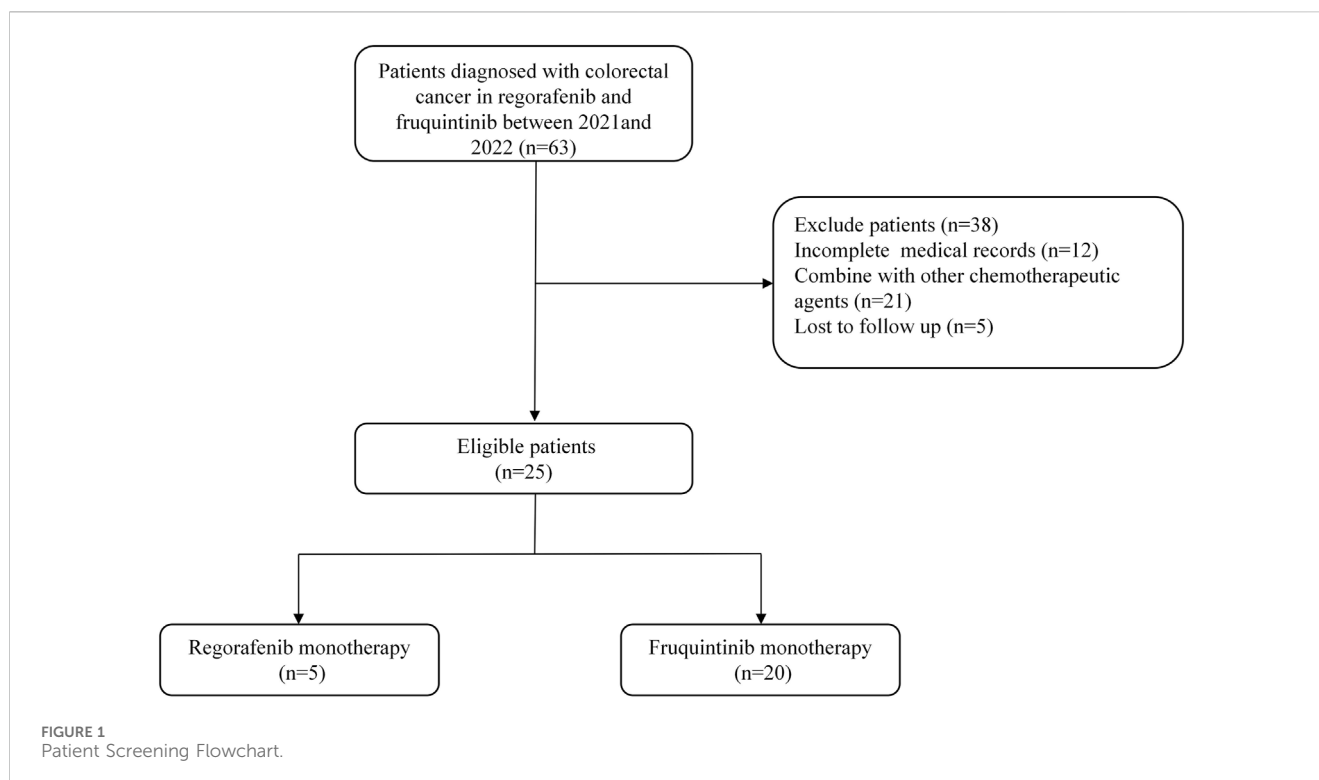 Patients diagnosed with colorectal
cancer in regorafenib and
fruquintinib between 2021and
2022 (n=63)
Exclude patients (n=38)
Incomplete  medical records (n=12)
Combine with other chemotherapeutic
agents (n=21)
Lost to follow up (n=5)
Eligible patients
(n=25)
Regorafenib monotherapy
(n=5)
Fruquintinib monotherapy
(n=20)
FIGURE 1
Patient Screening Flowchart.